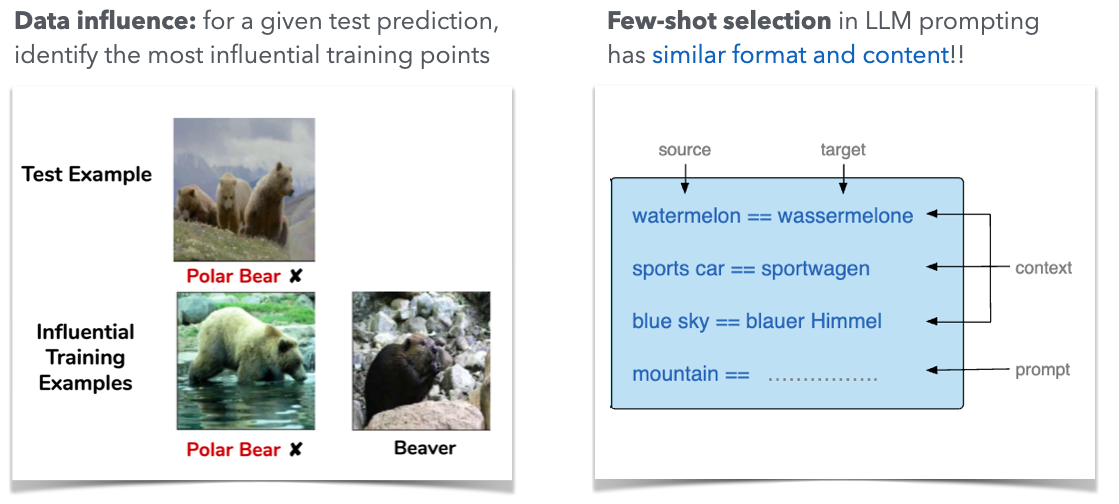 Data influence: for a given test prediction,
identify the most influential training points
Test Example
Polar Bear ✘
Influential
Training
Examples
Polar Bear ✘
Beaver
Few-shot selection in LLM prompting
has similar format and content!!
source
target
watermelon == wassermelone
sports car == sportwagen
context
blue sky == blauer Himmel
mountain == ................
prompt